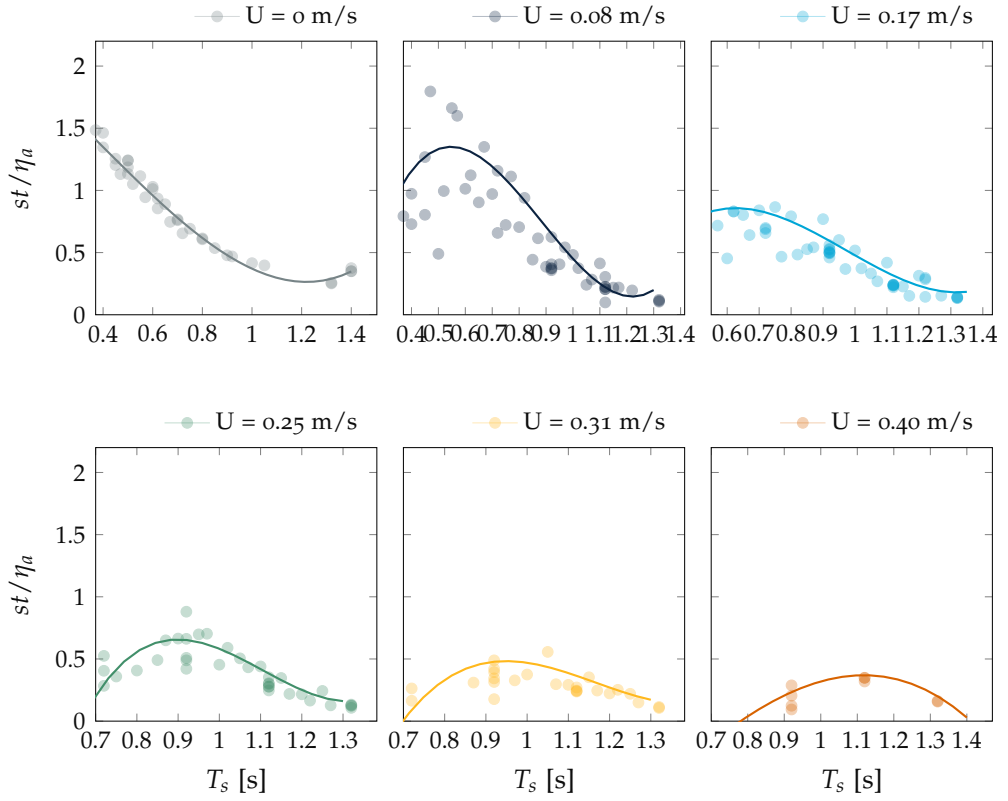 U = 0 m/s
U = 0.08 m/s
U = 0.17 m/s
st/ηa
2
1.5
1
0.5
0
0.4 0.6 0.8 1 1.2 1.4
0.4 0.5 0.6 0.7 0.8 0.9 1 1.1 1.2 1.3 1.4
0.6 0.7 0.8 0.9 1 1.1 1.2 1.3 1.4
U = 0.25 m/s
U = 0.31 m/s
U = 0.40 m/s
st/ηa
2
1.5
1
0.5
0
0.7 0.8 0.9 1 1.1 1.2 1.3
0.7 0.8 0.9 1 1.1 1.2 1.3
0.7 0.8 0.9 1 1.1 1.2 1.3 1.4
Ts [s]
Ts [s]
Ts [s]